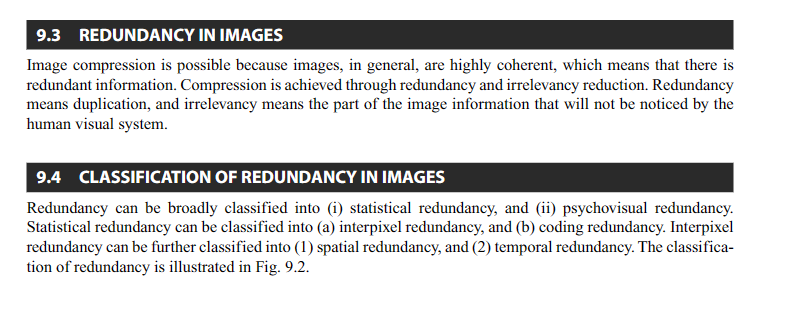 9.3 REDUNDANCY IN IMAGES
Image compression is possible because images, in general, are highly coherent, which means that there is
redundant information. Compression is achieved through redundancy and irrelevancy reduction. Redundancy
means duplication, and irrelevancy means the part of the image information that will not be noticed by the
human visual system.
9.4 CLASSIFICATION OF REDUNDANCY IN IMAGES
Redundancy can be broadly classified into (i) statistical redundancy, and (ii) psychovisual redundancy.
Statistical redundancy can be classified into (a) interpixel redundancy, and (b) coding redundancy. Interpixel
redundancy can be further classified into (1) spatial redundancy, and (2) temporal redundancy. The classifica-
tion of redundancy is illustrated in Fig. 9.2.